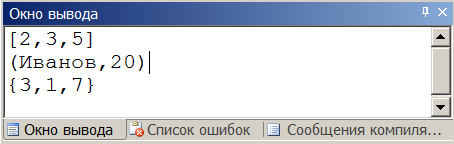 Окно вывода
[2,3,5]
(Иванов,20)
{3,1,7}
Окно вывода Список ошибок Сообщения компиля...